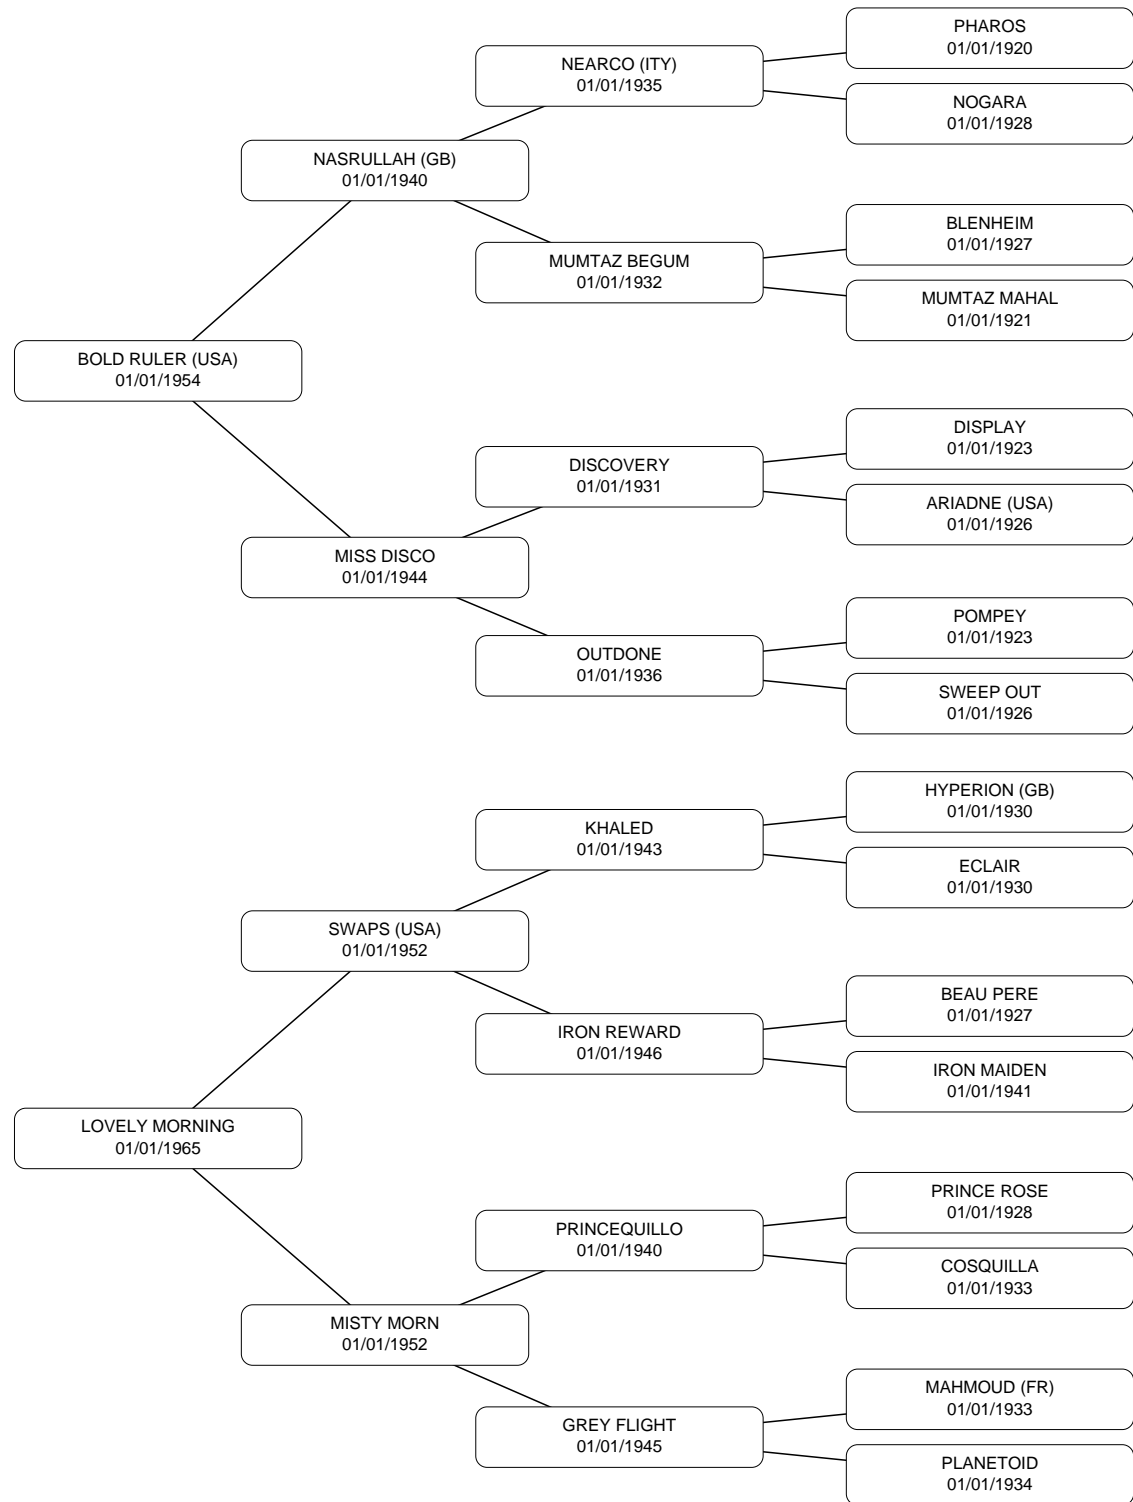 PHAROS
01/01/1920
NEARCO (ITY)
01/01/1935
NOGARA
01/01/1928
NASRULLAH (GB)
01/01/1940
BLENHEIM
01/01/1927
MUMTAZ BEGUM
01/01/1932
MUMTAZ MAHAL
01/01/1921
BOLD RULER (USA)
01/01/1954
DISPLAY
01/01/1923
DISCOVERY
01/01/1931
ARIADNE (USA)
01/01/1926
MISS DISCO
01/01/1944
POMPEY
01/01/1923
OUTDONE
01/01/1936
SWEEP OUT
01/01/1926
HYPERION (GB)
01/01/1930
KHALED
01/01/1943
ECLAIR
01/01/1930
SWAPS (USA)
01/01/1952
BEAU PERE
01/01/1927
IRON REWARD
01/01/1946
IRON MAIDEN
01/01/1941
LOVELY MORNING
01/01/1965
PRINCE ROSE
01/01/1928
PRINCEQUILLO
01/01/1940
COSQUILLA
01/01/1933
MISTY MORN
01/01/1952
MAHMOUD (FR)
01/01/1933
GREY FLIGHT
01/01/1945
PLANETOID
01/01/1934